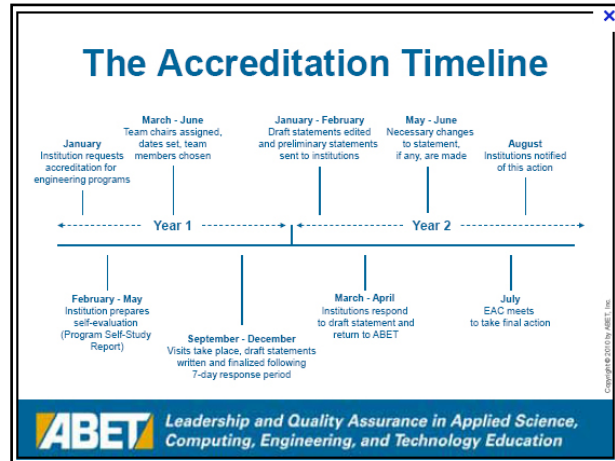 The Accreditation Timeline
January
Institution requests
accreditation for
engineering programs
March - June
Team chairs assigned,
dates set, team
members chosen
January - February
Draft statements edited
and preliminary statements
sent to institutions
May - June
Necessary changes
to statement,
if any, are made
August
Institutions notified
of this action
Year 1
Year 2
February - May
Institution prepares
self-evaluation
(Program Self-Study
Report)
September - December
Visits take place, draft statements
written and finalized following
7-day response period
March - April
Institutions respond
to draft statement and
return to ABET
July
EAC meets
to take final action
Copyright © 2010 by ABET, Inc.
ABET
Leadership and Quality Assurance in Applied Science,
Computing, Engineering, and Technology Education